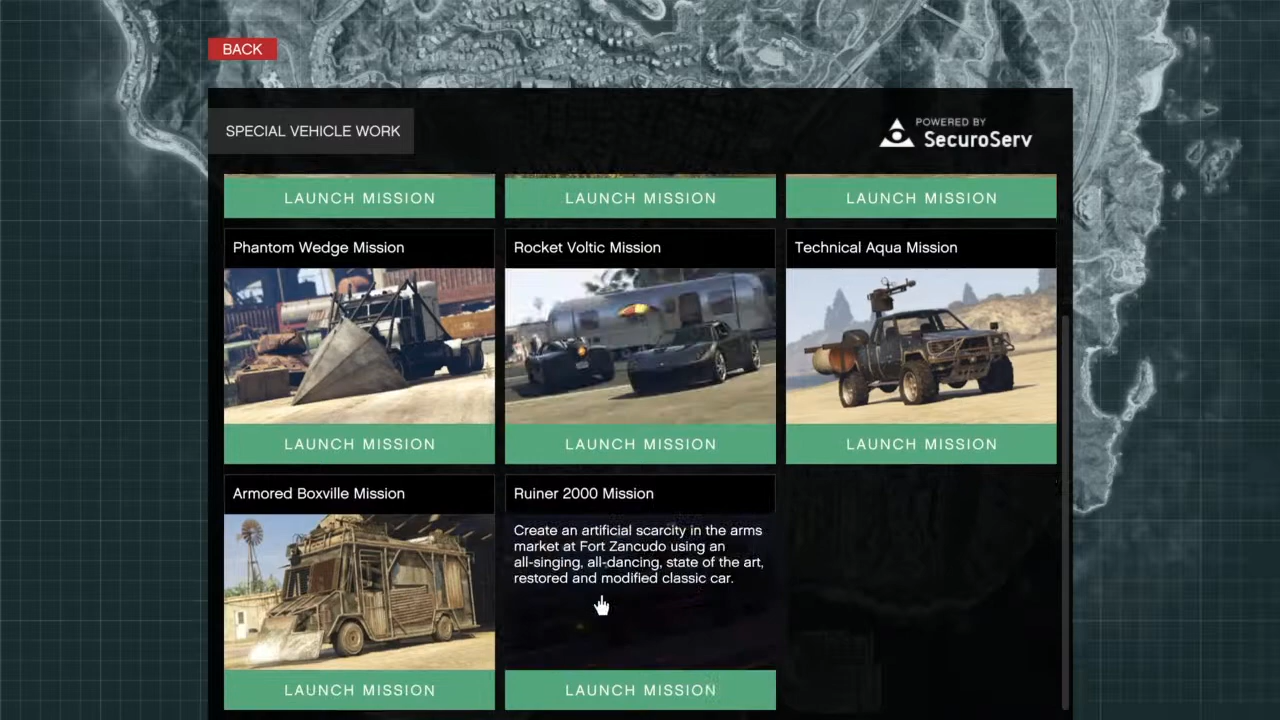 BACK
SPECIAL VEHICLE WORK
POWERED BY
SecuroServ
LAUNCH MISSION
LAUNCH MISSION
LAUNCH MISSION
Phantom Wedge Mission
Rocket Voltic Mission
Technical Aqua Mission
LAUNCH MISSION
LAUNCH MISSION
LAUNCH MISSION
Armored Boxville Mission
Ruiner 2000 Mission
Create an artificial scarcity in the arms
market at Fort Zancudo using an
all-singing, all-dancing, state of the art,
restored and modified classic car.
LAUNCH MISSION
LAUNCH MISSION